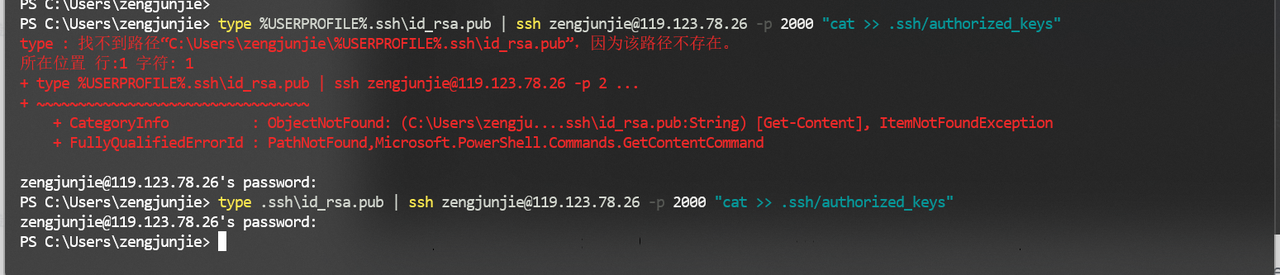 PS C:\Users\zengjunjie>
PS C:\Users\zengjunjie> type %USERPROFILE%.ssh\id_rsa.pub | ssh zengjunjie@119.123.78.26 -p 2000 "cat >> .ssh/authorized_keys"
type : 找不到路径“C:\Users\zengjunjie\%USERPROFILE%.ssh\id_rsa.pub”，因为该路径不存在。
所在位置 行:1 字符: 1
+ type %USERPROFILE%.ssh\id_rsa.pub | ssh zengjunjie@119.123.78.26 -p 2 ...
+ ~~~~~~~~~~~~~~~~~~~~~~~~~~~~~~~~~
    + CategoryInfo          : ObjectNotFound: (C:\Users\zengju....ssh\id_rsa.pub:String) [Get-Content], ItemNotFoundException
    + FullyQualifiedErrorId : PathNotFound,Microsoft.PowerShell.Commands.GetContentCommand
zengjunjie@119.123.78.26's password:
PS C:\Users\zengjunjie> type .ssh\id_rsa.pub | ssh zengjunjie@119.123.78.26 -p 2000 "cat >> .ssh/authorized_keys"
zengjunjie@119.123.78.26's password:
PS C:\Users\zengjunjie>